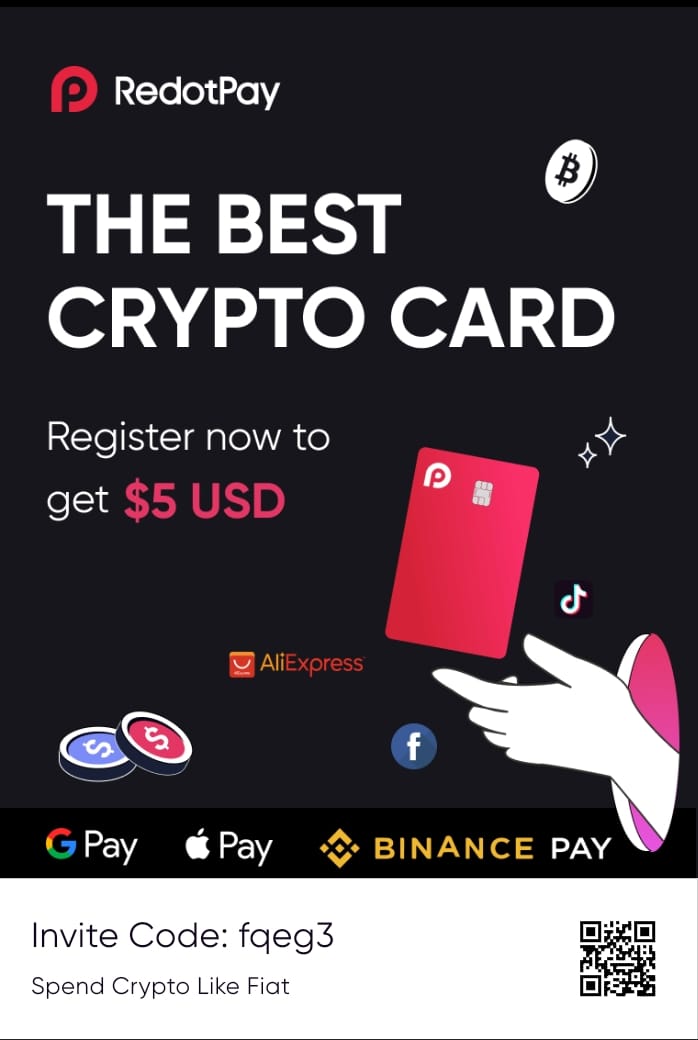 RedotPay
THE BEST
CRYPTO CARD
Register now to
get $5 USD
AliExpress
G Pay
Pay
BINANCE PAY
Invite Code: fqeg3
Spend Crypto Like Fiat